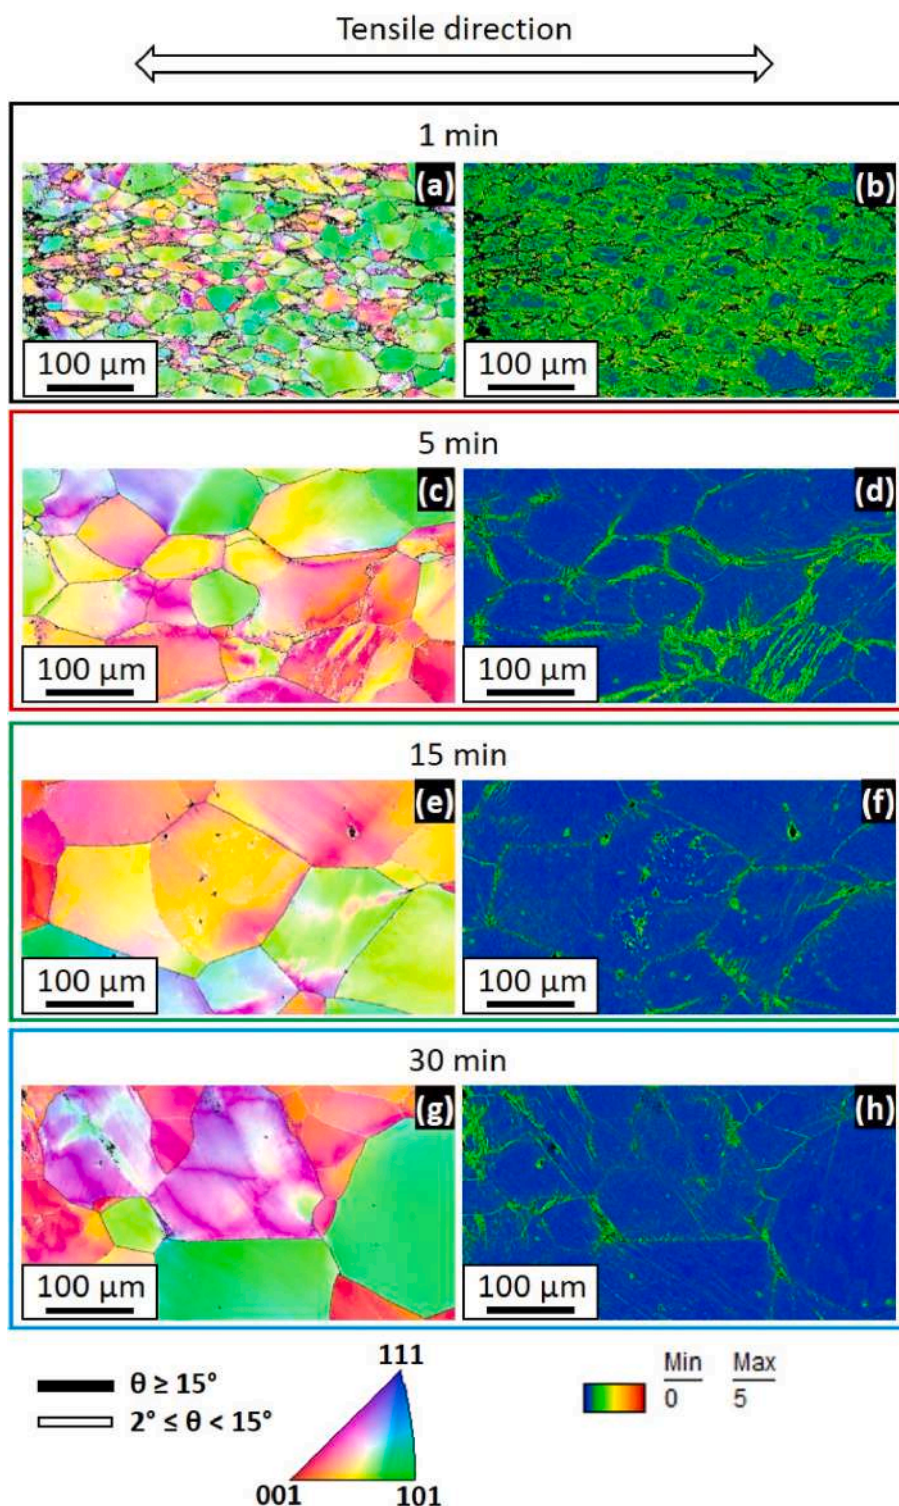 Tensile direction
1 min
(a)
(b)
100 µm
100 µm
5 min
(c)
(d)
100 µm
100 µm
15 min
(e)
(f)
100 µm
100 µm
30 min
(g)
(h)
100 µm
100 µm
θ ≥ 15°
2° ≤ θ < 15°
111
001
101
Min Max
0 5